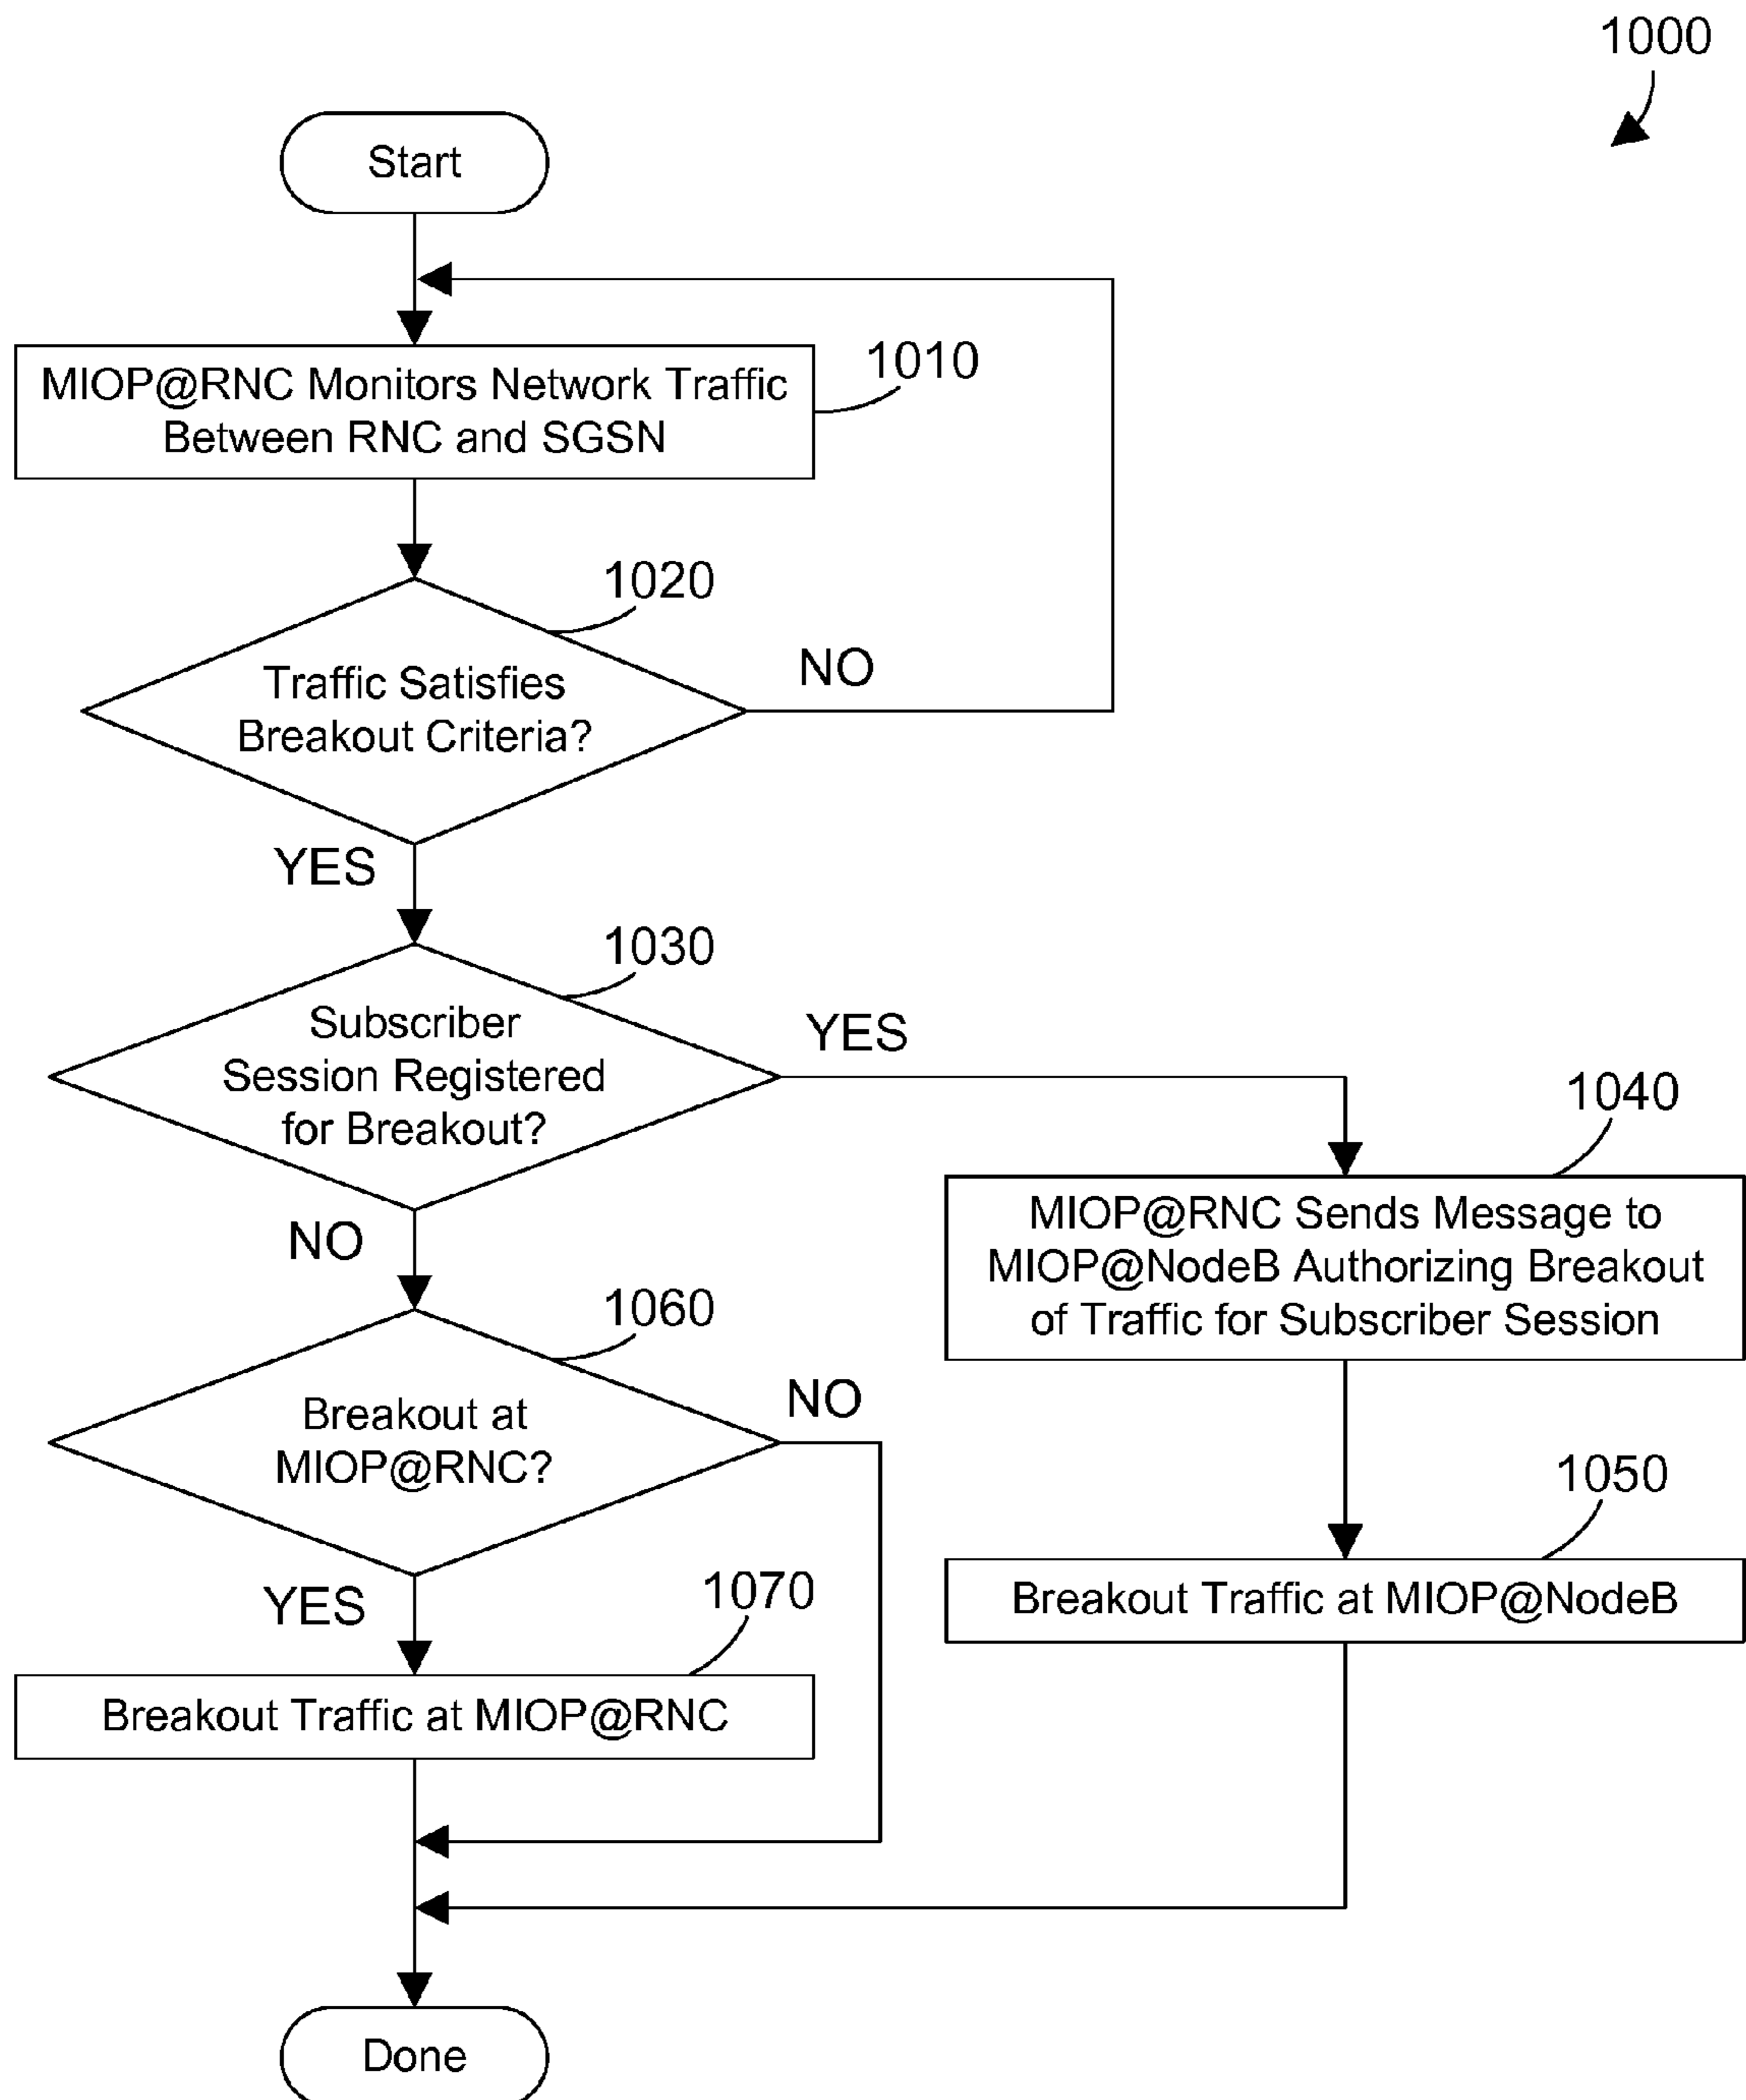 1000
Start
MIOP@RNC Monitors Network Traffic
Between RNC and SGSN
1010
1020
Traffic Satisfies
Breakout Criteria?
NO
YES
1030
Subscriber
Session Registered
for Breakout?
YES
NO
1040
MIOP@RNC Sends Message to
MIOP@NodeB Authorizing Breakout
of Traffic for Subscriber Session
1060
Breakout at
MIOP@RNC?
NO
YES
1050
Breakout Traffic at MIOP@NodeB
1070
Breakout Traffic at MIOP@RNC
Done